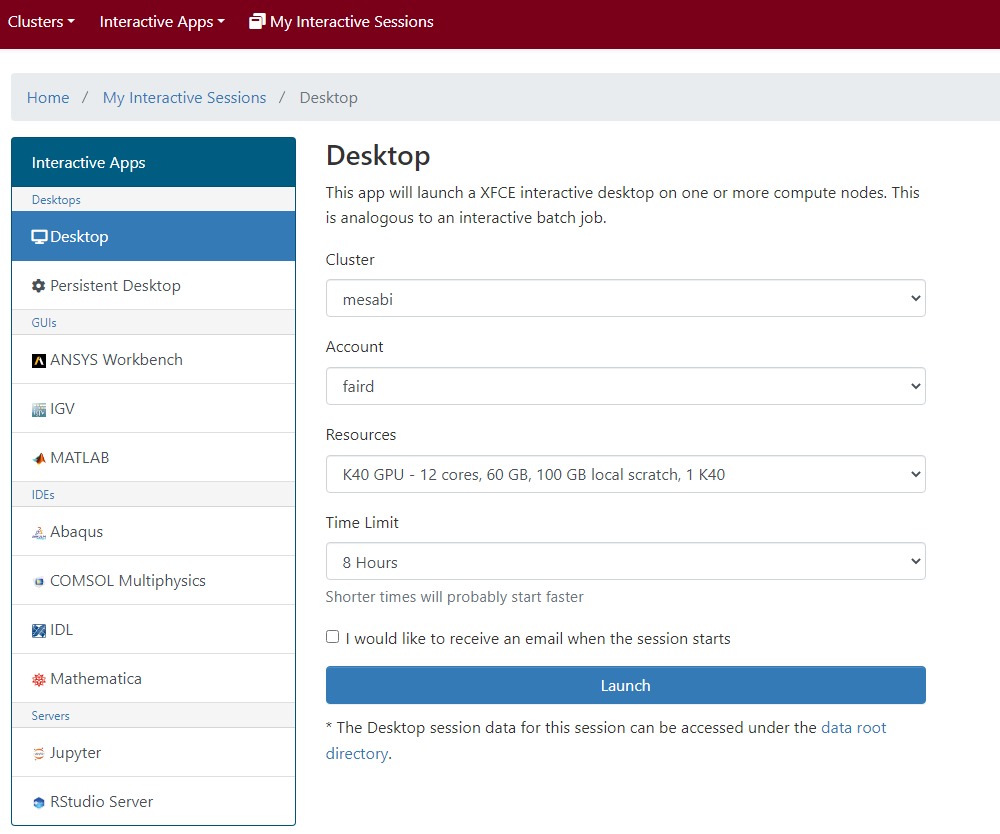 Clusters
Interactive Apps
My Interactive Sessions
Home / My Interactive Sessions / Desktop
Interactive Apps
Desktops
Desktop
Persistent Desktop
GUIs
ANSYS Workbench
IGV
MATLAB
IDEs
Abaqus
COMSOL Multiphysics
IDL
Mathematica
Servers
Jupyter
RStudio Server
Desktop
This app will launch a XFCE interactive desktop on one or more compute nodes. This
is analogous to an interactive batch job.
Cluster
mesabi
Account
faird
Resources
K40 GPU - 12 cores, 60 GB, 100 GB local scratch, 1 K40
Time Limit
8 Hours
Shorter times will probably start faster
I would like to receive an email when the session starts
Launch
* The Desktop session data for this session can be accessed under the data root
directory.